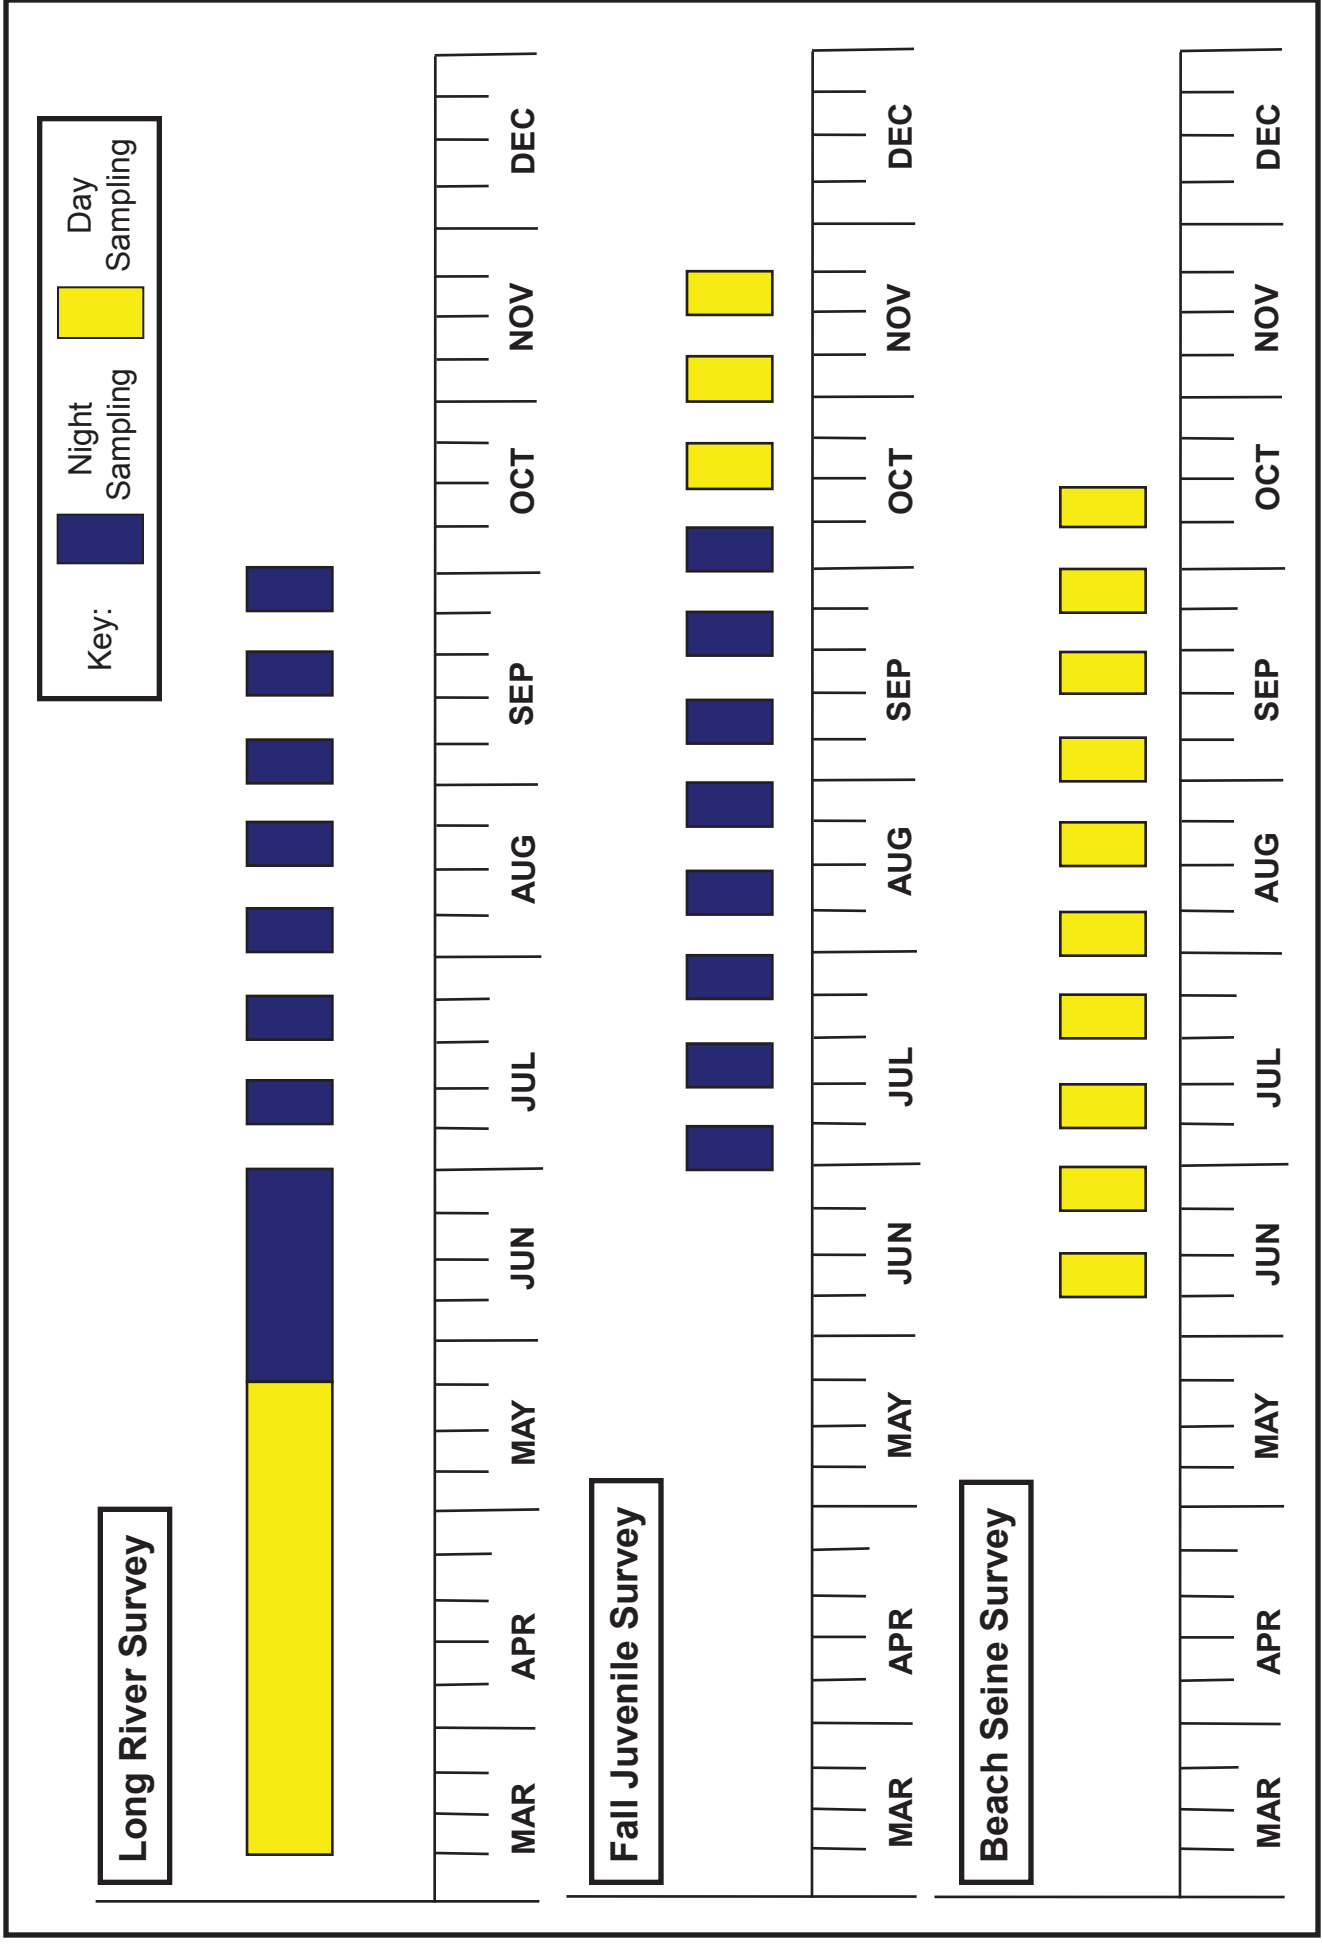 Key:
Night
Sampling
Day
Sampling
Long River Survey
MAR APR MAY JUN JUL AUG SEP OCT NOV DEC
Fall Juvenile Survey
MAR APR MAY JUN JUL AUG SEP OCT NOV DEC
Beach Seine Survey
MAR APR MAY JUN JUL AUG SEP OCT NOV DEC